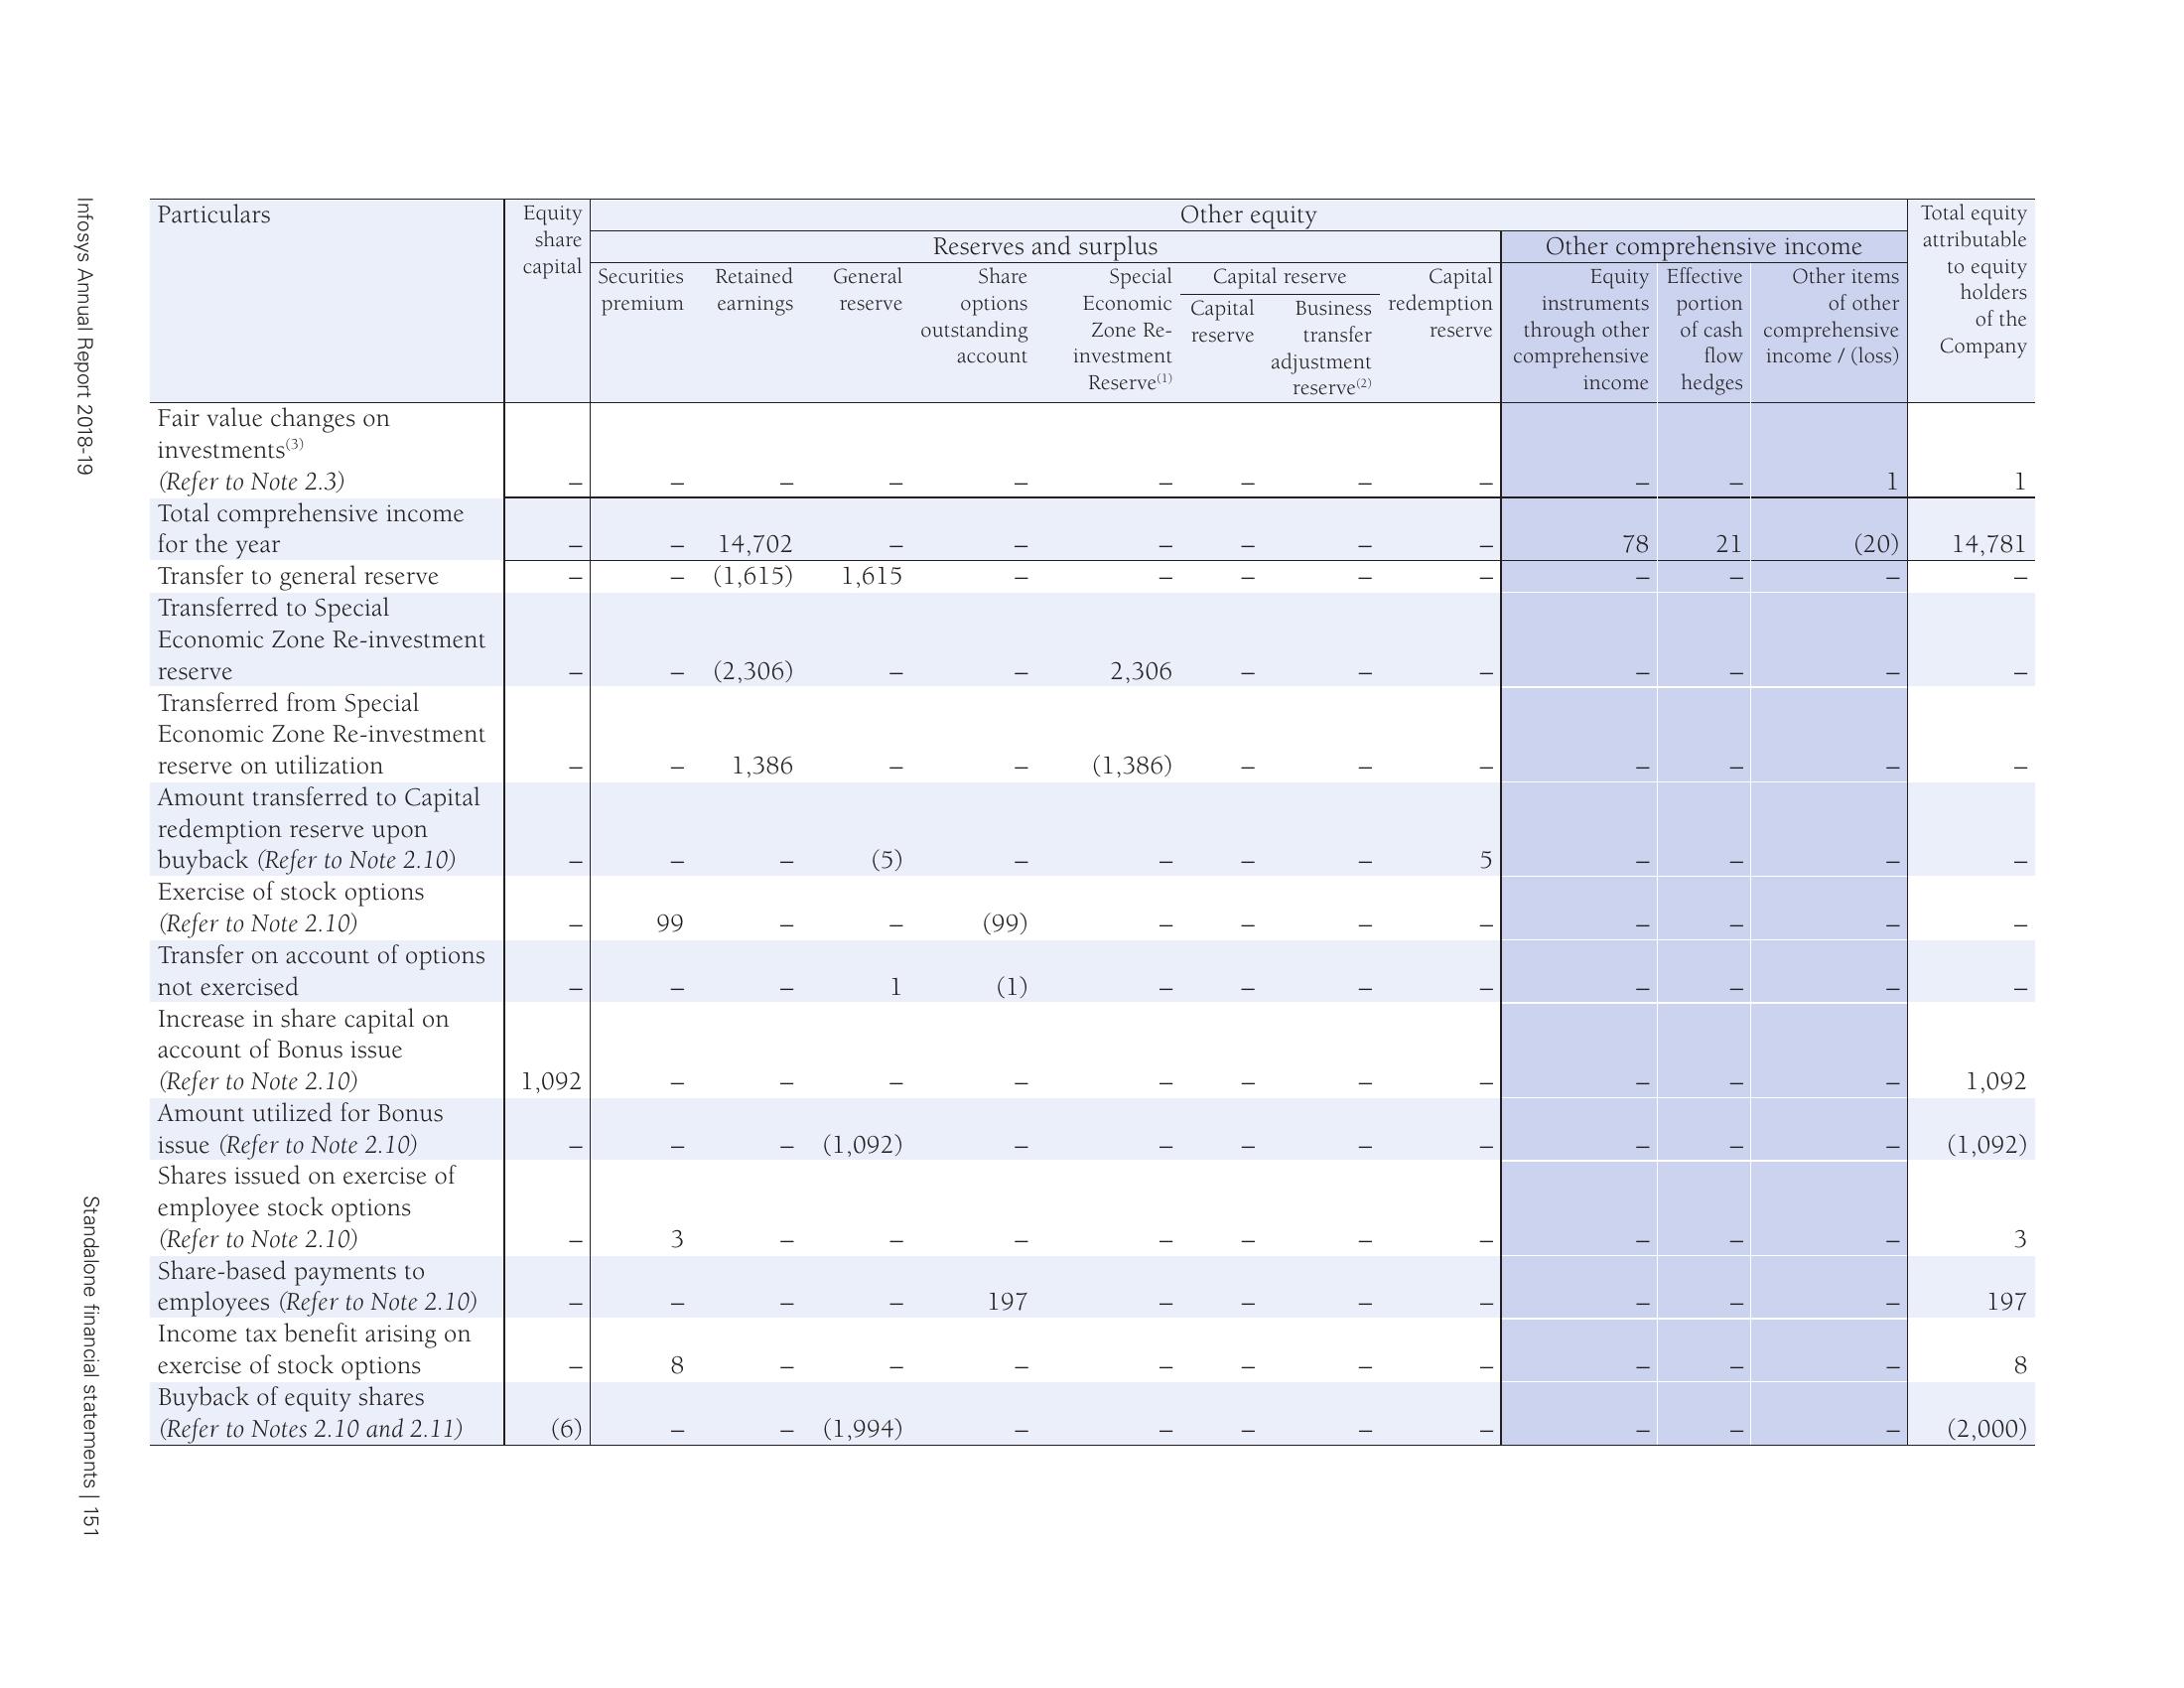 Infosys Annual Report 2018-19
Standalone financial statements | 151
Particulars
Equity share capital
Other equity
Total equity attributable to equity holders of the Company
Reserves and surplus
Other comprehensive income
Securities premium
Retained earnings
General reserve
Share options outstanding account
Special Economic Zone Re-investment Reserve(1)
Capital reserve
Capital reserve
Business transfer adjustment reserve(2)
Capital redemption reserve
Equity instruments through other comprehensive income
Effective portion of cash flow hedges
Other items of other comprehensive income / (loss)
Fair value changes on
investments(3)
(Refer to Note 2.3) – – – – – – – – – – – 1 1
Total comprehensive income
for the year – – 14,702 – – – – – – 78 21 (20) 14,781
Transfer to general reserve – – (1,615) 1,615 – – – – – – – – –
Transferred to Special
Economic Zone Re-investment
reserve – – (2,306) – – 2,306 – – – – – – –
Transferred from Special
Economic Zone Re-investment
reserve on utilization – – 1,386 – – (1,386) – – – – – – –
Amount transferred to Capital
redemption reserve upon
buyback (Refer to Note 2.10) – – – (5) – – – – 5 – – – –
Exercise of stock options
(Refer to Note 2.10) – 99 – – (99) – – – – – – – –
Transfer on account of options
not exercised – – – 1 (1) – – – – – – – –
Increase in share capital on
account of Bonus issue
(Refer to Note 2.10) 1,092 – – – – – – – – – – – 1,092
Amount utilized for Bonus
issue (Refer to Note 2.10) – – – (1,092) – – – – – – – – (1,092)
Shares issued on exercise of
employee stock options
(Refer to Note 2.10) – 3 – – – – – – – – – – 3
Share-based payments to
employees (Refer to Note 2.10) – – – – 197 – – – – – – – 197
Income tax benefit arising on
exercise of stock options – 8 – – – – – – – – – – 8
Buyback of equity shares
(Refer to Notes 2.10 and 2.11) (6) – – (1,994) – – – – – – – – (2,000)